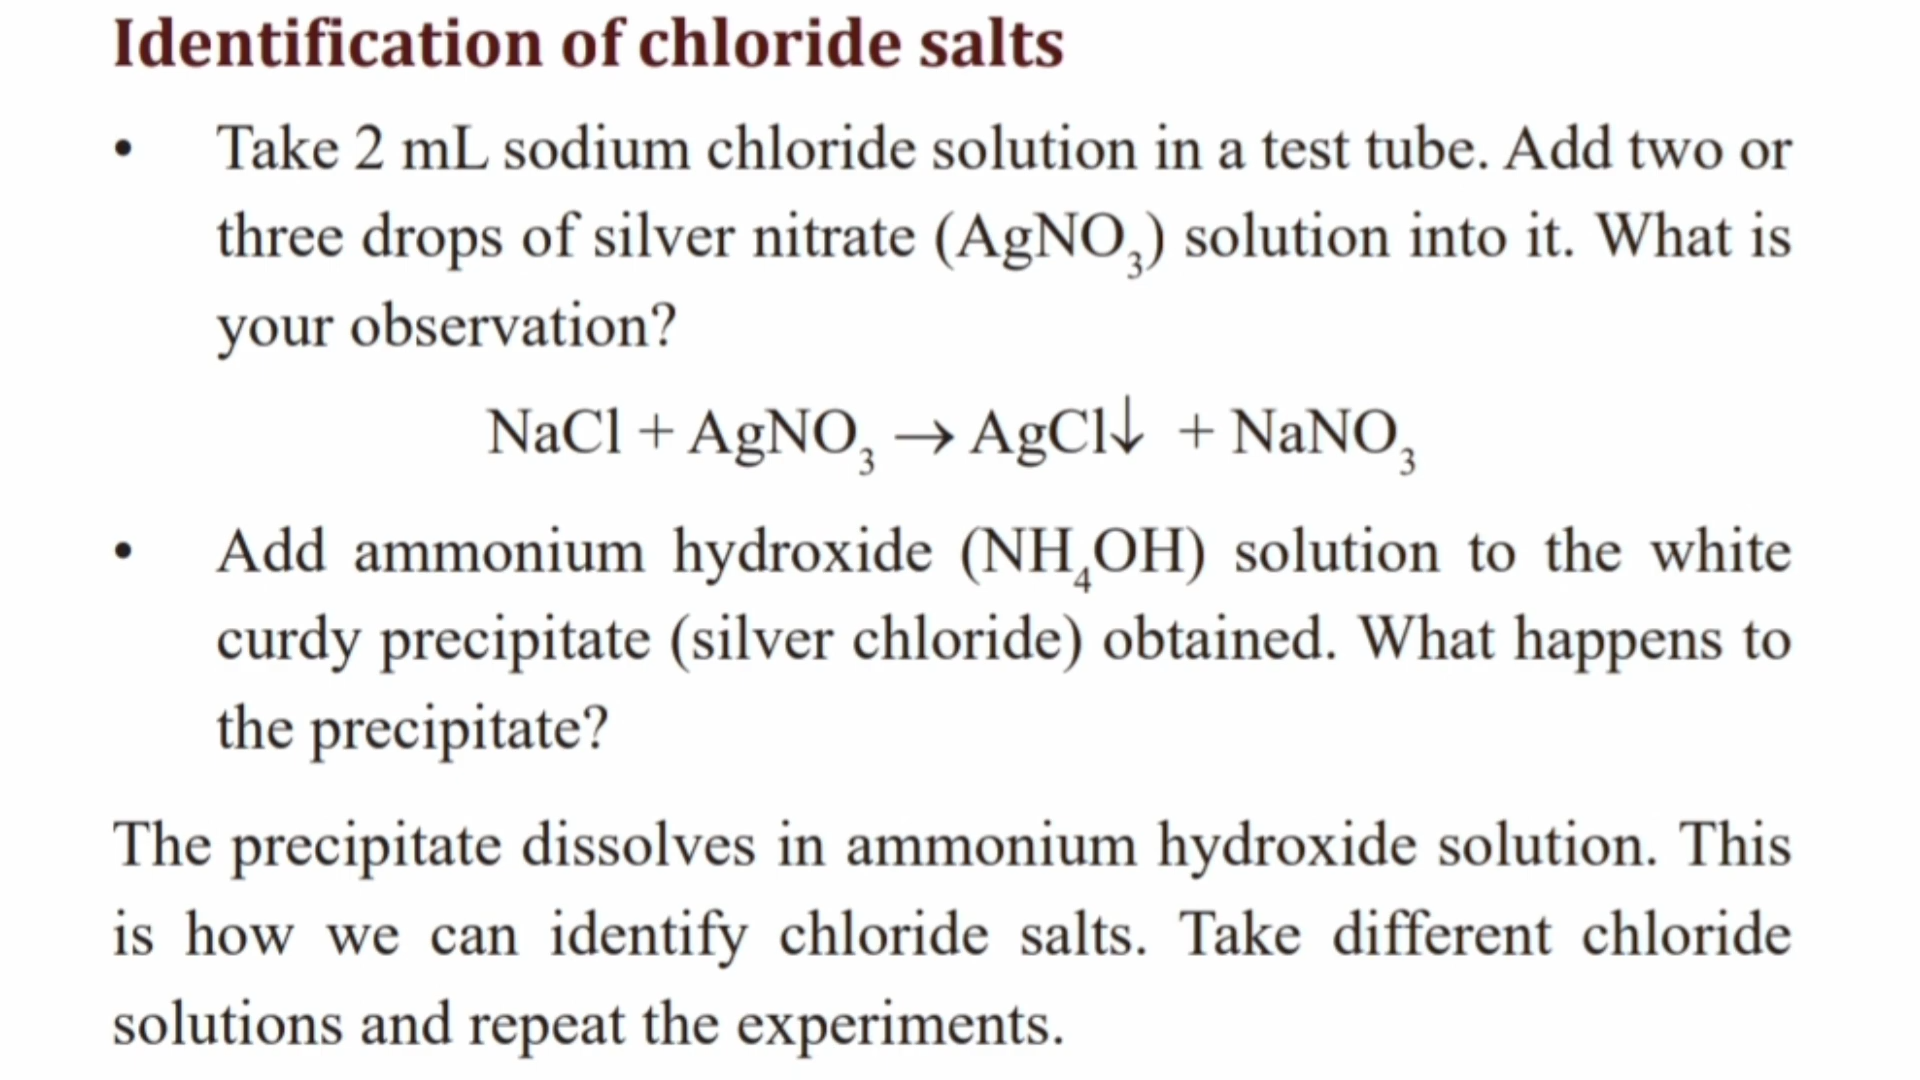 Identification of chloride salts
• Take 2 mL sodium chloride solution in a test tube. Add two or
three drops of silver nitrate (AgNO₃) solution into it. What is
your observation?
NaCl + AgNO₃ → AgCl↓ + NaNO₃
• Add ammonium hydroxide (NH₄OH) solution to the white
curdy precipitate (silver chloride) obtained. What happens to
the precipitate?
The precipitate dissolves in ammonium hydroxide solution. This
is how we can identify chloride salts. Take different chloride
solutions and repeat the experiments.